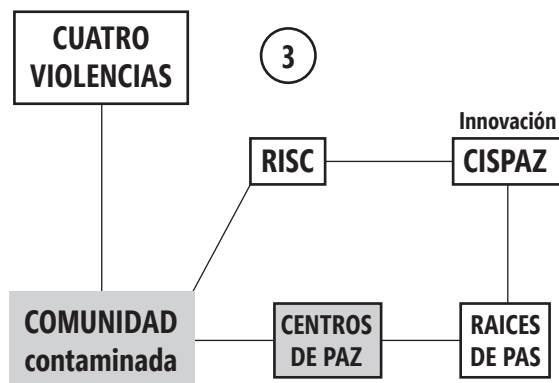 CUATRO
VIOLENCIAS
3
Innovación
RISC
CISPAZ
COMUNIDAD
contaminada
CENTROS
DE PAZ
RAICES
DE PAS